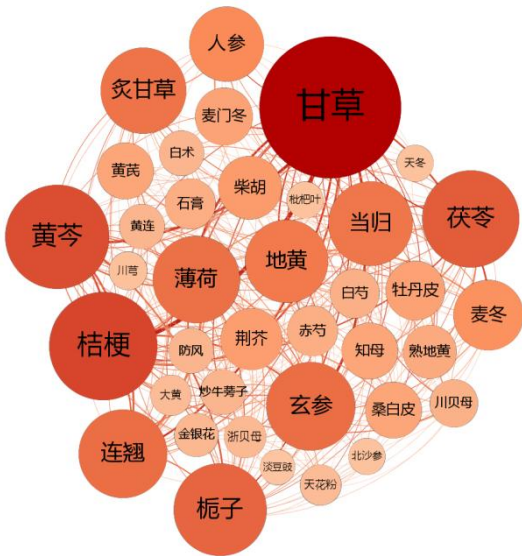 人参
炙甘草
甘草
麦门冬
白术
天冬
黄芪
柴胡
枇杷叶
石膏
黄连
当归
茯苓
黄芩
川芎
薄荷
地黄
白芍
牡丹皮
麦冬
桔梗
荆芥
赤芍
防风
知母
熟地黄
大黄
炒牛蒡子
玄参
桑白皮
川贝母
金银花
浙贝母
连翘
北沙参
淡豆豉
天花粉
栀子